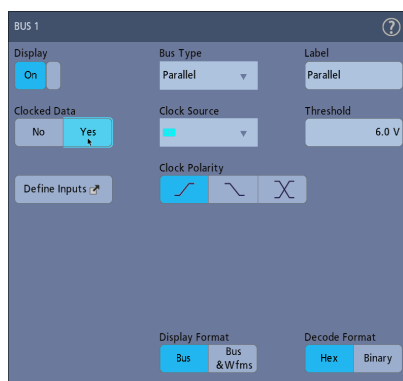 BUS 1
?
Display
Bus Type
Label
On
Parallel
Parallel
Clocked Data
Clock Source
Threshold
No
Yes
6.0 V
Clock Polarity
Define Inputs
Display Format
Decode Format
Bus
Bus
&Wfms
Hex
Binary